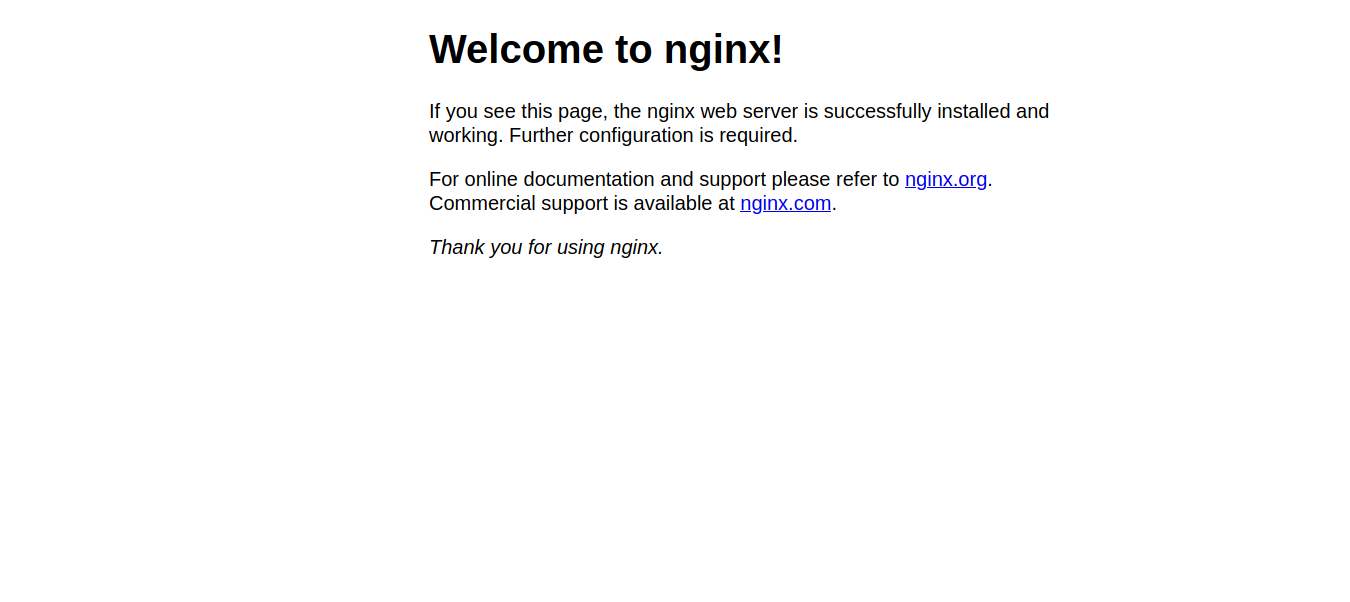 Welcome to nginx!
If you see this page, the nginx web server is successfully installed and
working. Further configuration is required.
For online documentation and support please refer to nginx.org.
Commercial support is available at nginx.com.
Thank you for using nginx.